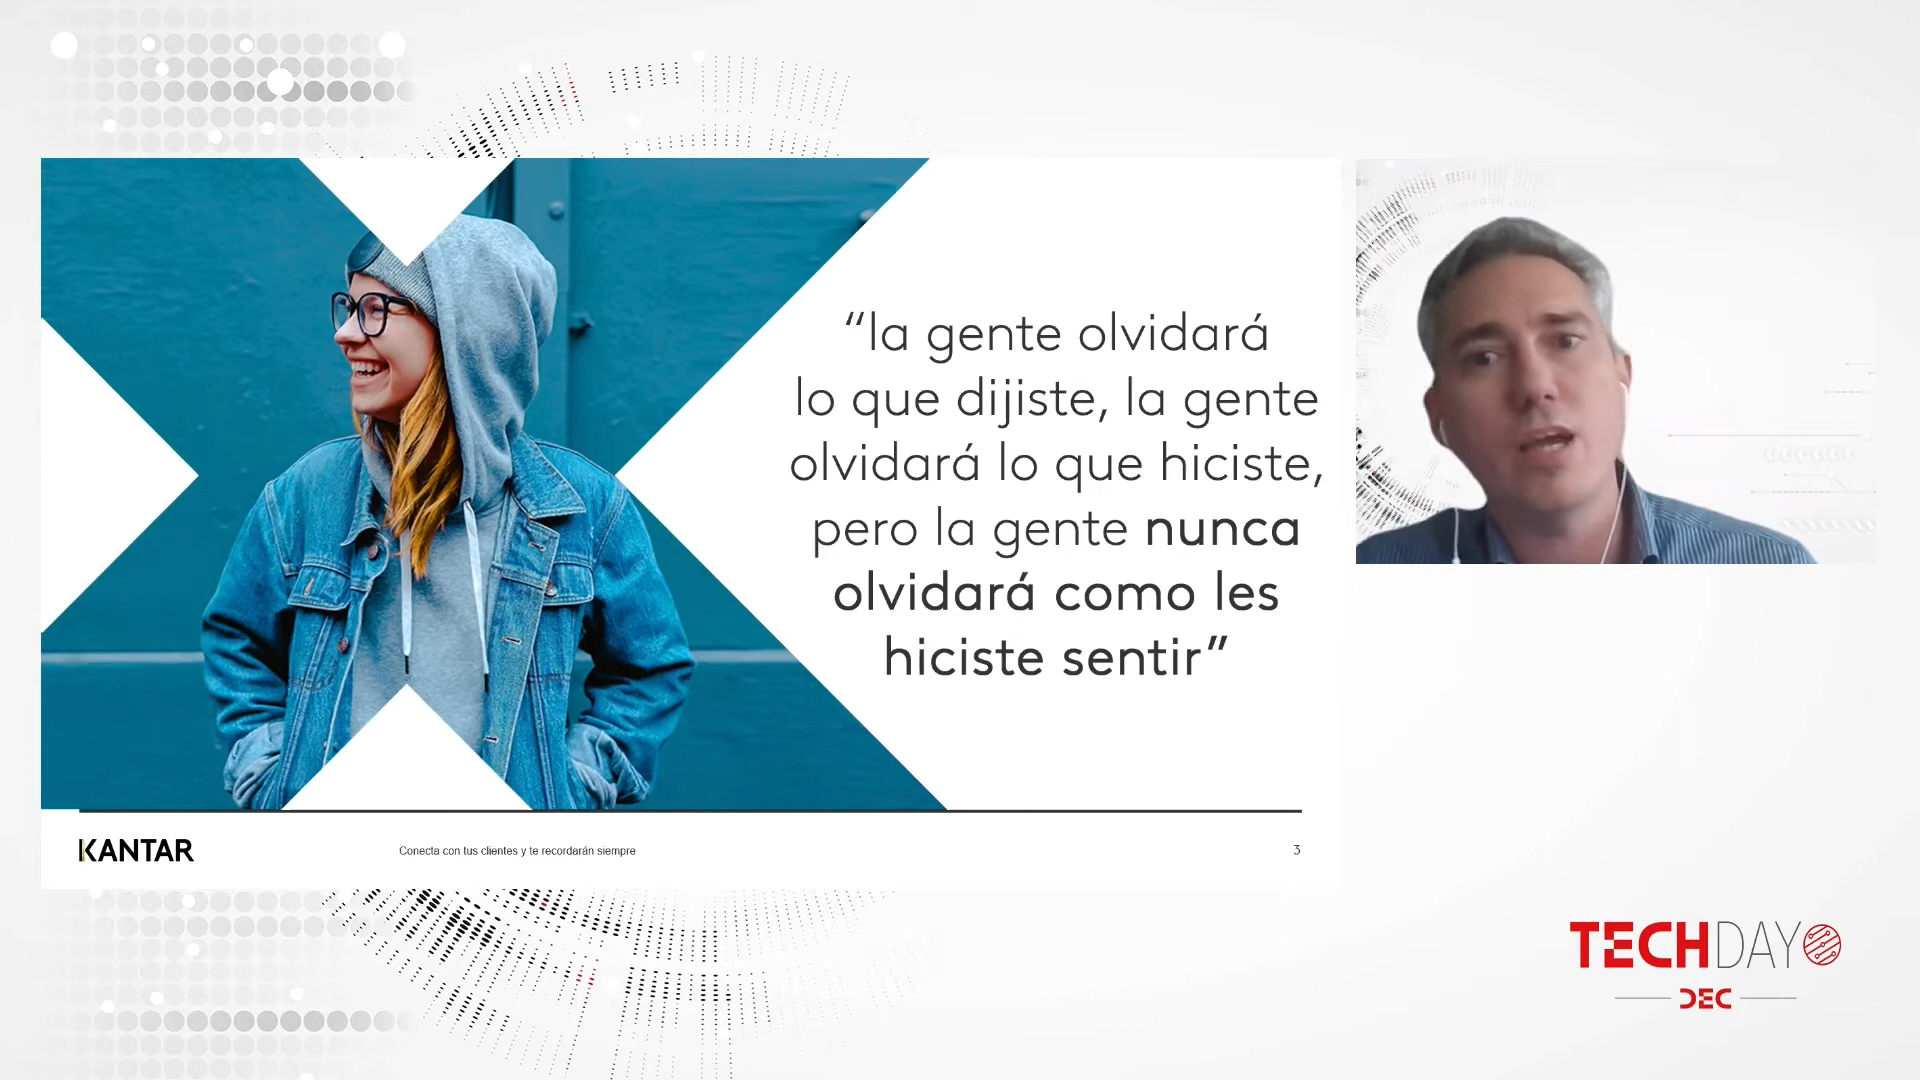 “la gente olvidará
lo que dijiste, la gente
olvidará lo que hiciste,
pero la gente nunca
olvidará como les
hiciste sentir”
KANTAR
Conecta con tus clientes y te recordarán siempre
3
TECHDAY
DEC